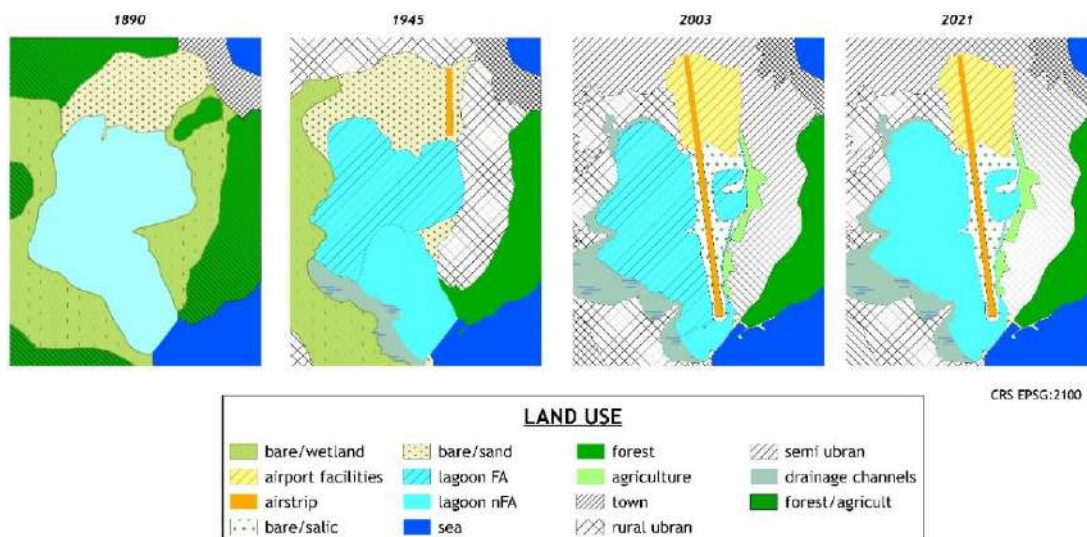 1890 1945 2003 2021
CRS EPSG:2100
LAND USE
bare/wetland bare/sand forest semi ubran
airport facilities lagoon FA agriculture drainage channels
airstrip lagoon nFA town forest/agricult
bare/salic sea rural ubran